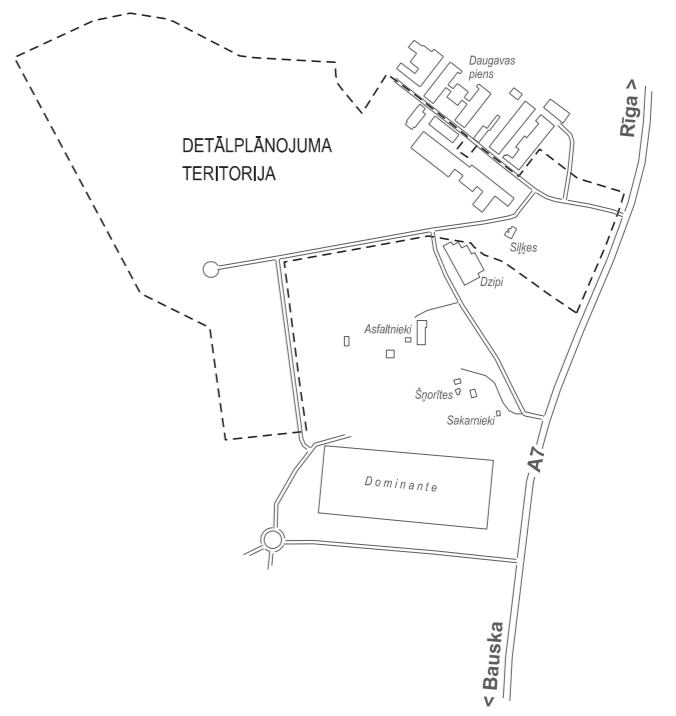 Daugavas
piens
Rīga >
DETĀLPLĀNOJUMA
TERITORIJA
Siļķes
Dzipi
Asfaltnieki
Šņorītes
Sakarnieki
A7
Dominante
< Bauska